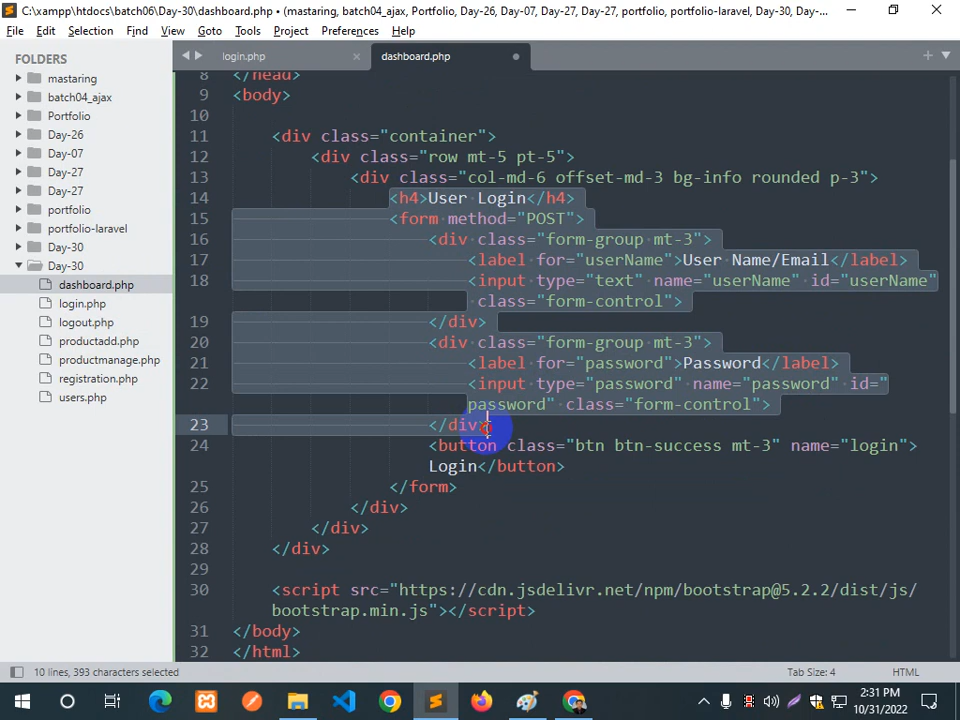 C:\xampp\htdocs\batch06\Day-30\dashboard.php • (mastaring, batch04_ajax, Portfolio, Day-26, Day-07, Day-27, Day-27, portfolio, portfolio-laravel, Day-30, Day-...
File Edit Selection Find View Goto Tools Project Preferences Help
FOLDERS
mastaring
batch04_ajax
Portfolio
Day-26
Day-07
Day-27
Day-27
portfolio
portfolio-laravel
Day-30
Day-30
dashboard.php
login.php
logout.php
productadd.php
productmanage.php
registration.php
users.php
login.php × dashboard.php
8 </head>
9 <body>
10
11 <div class="container">
12 <div class="row mt-5 pt-5">
13 <div class="col-md-6 offset-md-3 bg-info rounded p-3">
14 <h4>User Login</h4>
15 <form method="POST">
16 <div class="form-group mt-3">
17 <label for="userName">User Name/Email</label>
18 <input type="text" name="userName" id="userName"
class="form-control">
19 </div>
20 <div class="form-group mt-3">
21 <label for="password">Password</label>
22 <input type="password" name="password" id="
password" class="form-control">
23 </div>
24 <button class="btn btn-success mt-3" name="login">
Login</button>
25 </form>
26 </div>
27 </div>
28 </div>
29
30 <script src="https://cdn.jsdelivr.net/npm/bootstrap@5.2.2/dist/js/
bootstrap.min.js"></script>
31 </body>
32 </html>
10 lines, 393 characters selected Tab Size: 4 HTML
2:31 PM
10/31/2022